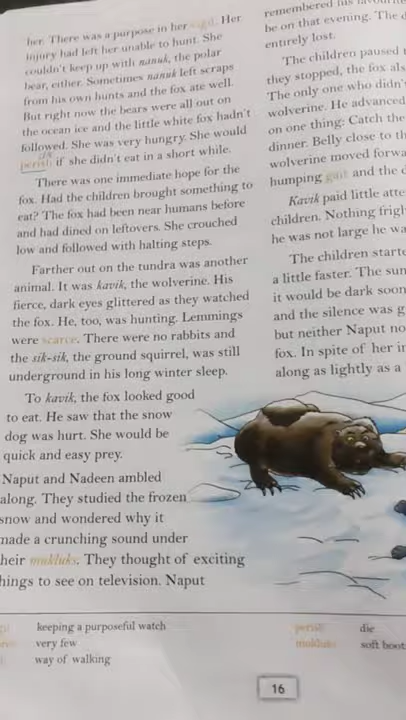 her. There was a purpose in her vigil. Her
injury had left her unable to hunt. She
couldn't keep up with nanuk, the polar
bear, either. Sometimes nanuk left scraps
from his own hunts and the fox ate well.
But right now the bears were all out on
the ocean ice and the little white fox hadn't
followed. She was very hungry. She would
perish if she didn't eat in a short while.
There was one immediate hope for the
fox. Had the children brought something to
eat? The fox had been near humans before
and had dined on leftovers. She crouched
low and followed with halting steps.
Farther out on the tundra was another
animal. It was kavik, the wolverine. His
fierce, dark eyes glittered as they watched
the fox. He, too, was hunting. Lemmings
were scarce. There were no rabbits and
the sik-sik, the ground squirrel, was still
underground in his long winter sleep.
To kavik, the fox looked good
to eat. He saw that the snow
dog was hurt. She would be
quick and easy prey.
Naput and Nadeen ambled
along. They studied the frozen
snow and wondered why it
made a crunching sound under
heir mukluks. They thought of exciting
hings to see on television. Naput
remembered his
be on that evening. The
entirely lost.
The children paused
they stopped, the fox als
The only one who didn'
wolverine. He advanced
on one thing: Catch the
dinner. Belly close to th
wolverine moved forwa
humping gait and the
Kavik paid little atte
children. Nothing frigh
he was not large he wa
The children starte
a little faster. The sun
it would be dark soon
and the silence was g
but neither Naput no
fox. In spite of her in
along as lightly as a
keeping a purposeful watch
very few
way of walking
perish die
mukluks soft boot
16